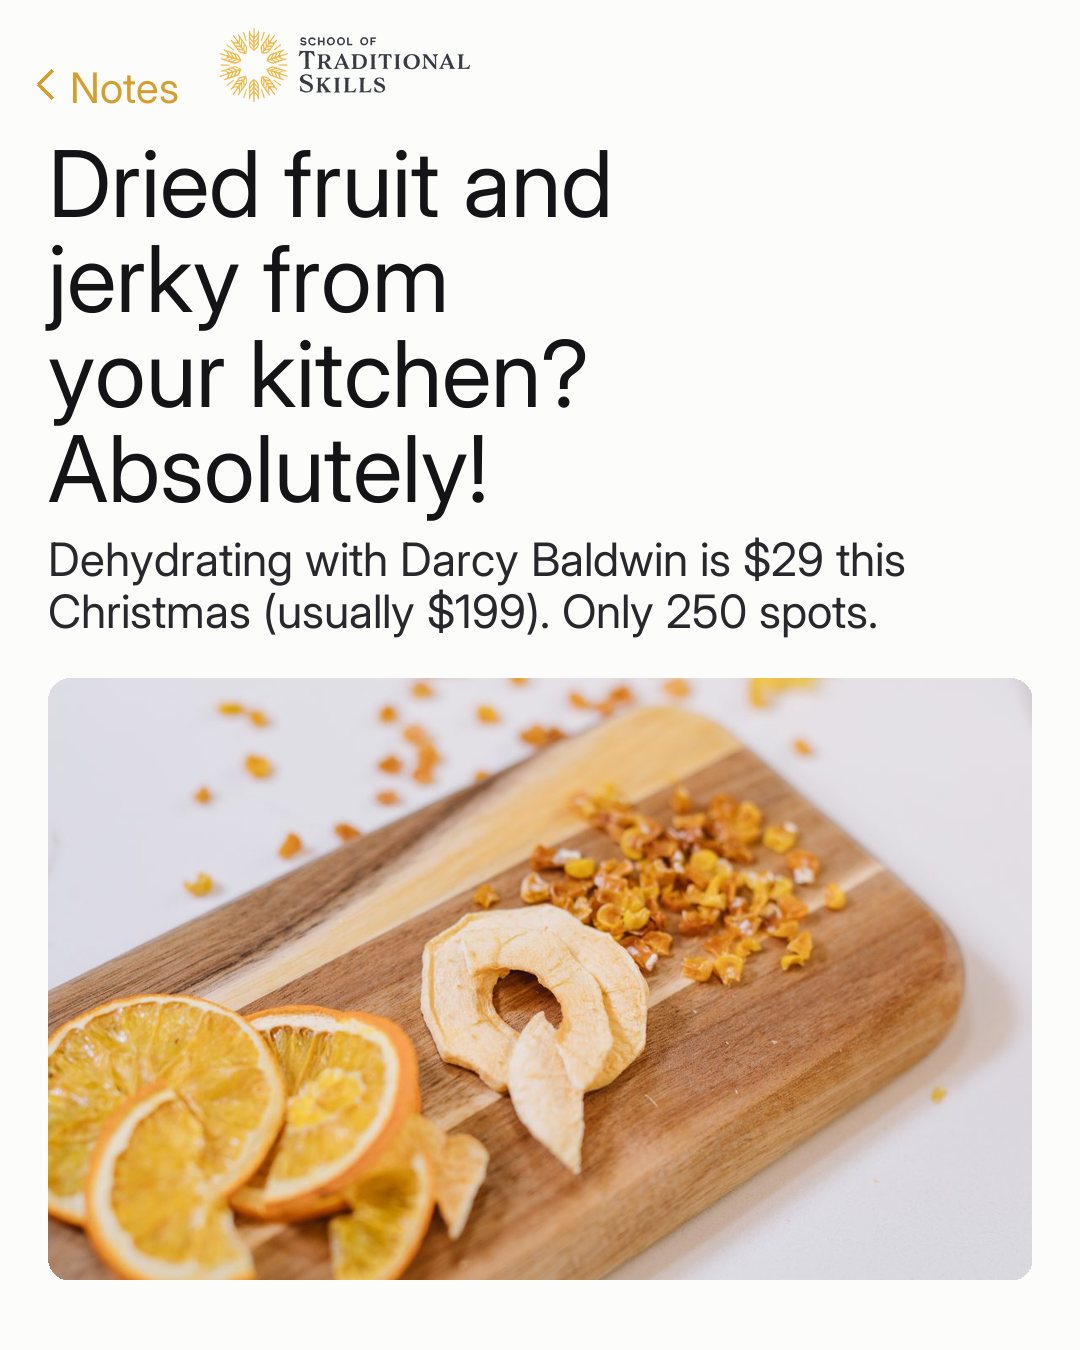 Notes
SCHOOL OF
TRADITIONAL
SKILLS
Dried fruit and
jerky from
your kitchen?
Absolutely!
Dehydrating with Darcy Baldwin is $29 this
Christmas (usually $199). Only 250 spots.